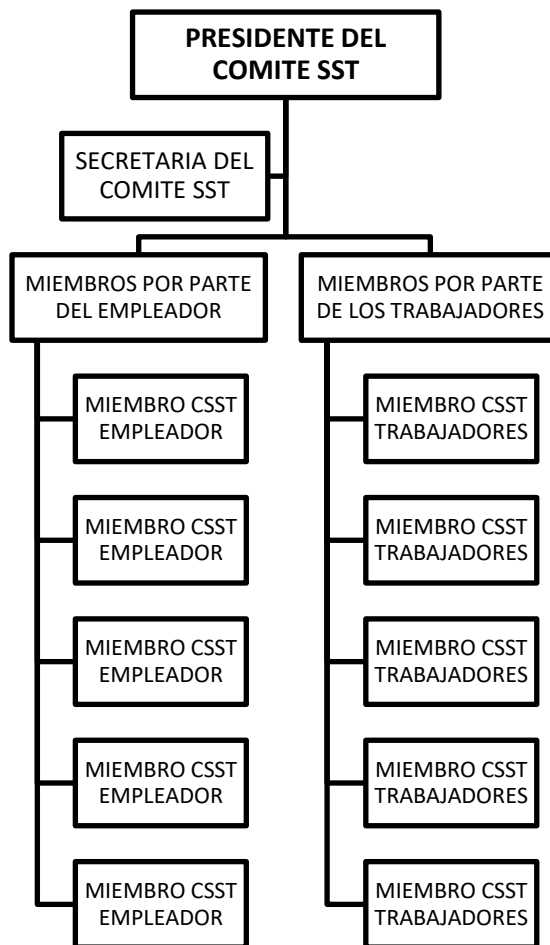 PRESIDENTE DEL
COMITE SST
SECRETARIA DEL
COMITE SST
MIEMBROS POR PARTE
DEL EMPLEADOR
MIEMBROS POR PARTE
DE LOS TRABAJADORES
MIEMBRO CSST
EMPLEADOR
MIEMBRO CSST
EMPLEADOR
MIEMBRO CSST
EMPLEADOR
MIEMBRO CSST
EMPLEADOR
MIEMBRO CSST
EMPLEADOR
MIEMBRO CSST
TRABAJADORES
MIEMBRO CSST
TRABAJADORES
MIEMBRO CSST
TRABAJADORES
MIEMBRO CSST
TRABAJADORES
MIEMBRO CSST
TRABAJADORES